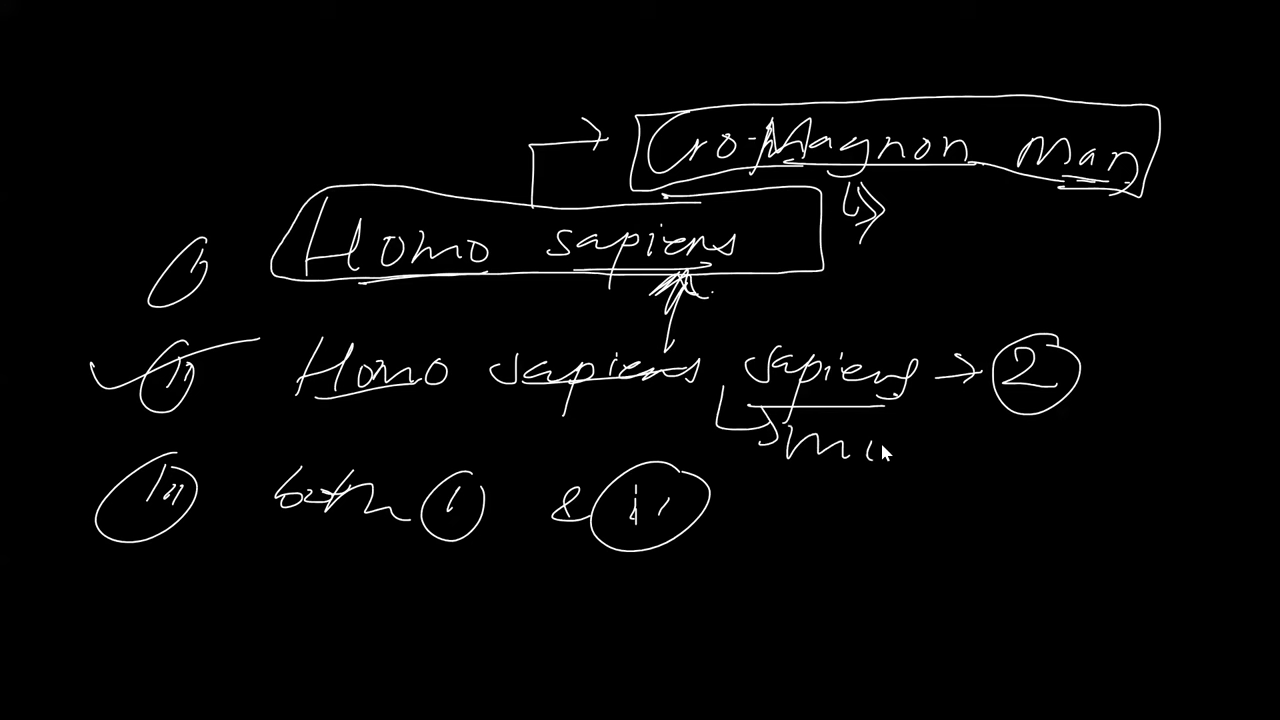 Cro-Magnon man
(i) Homo sapiens
(ii) Homo sapiens sapiens → 2
(iii) both (i) & (ii)